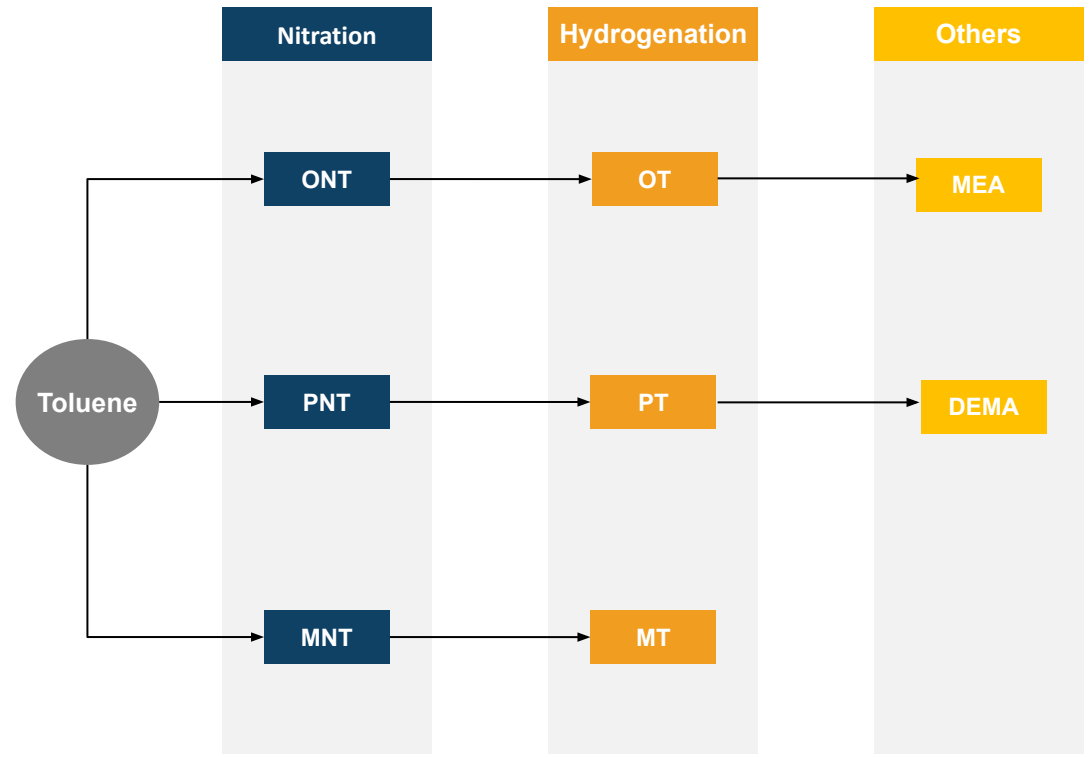 Nitration
Hydrogenation
Others
ONT
OT
MEA
Toluene
PNT
PT
DEMA
MNT
MT